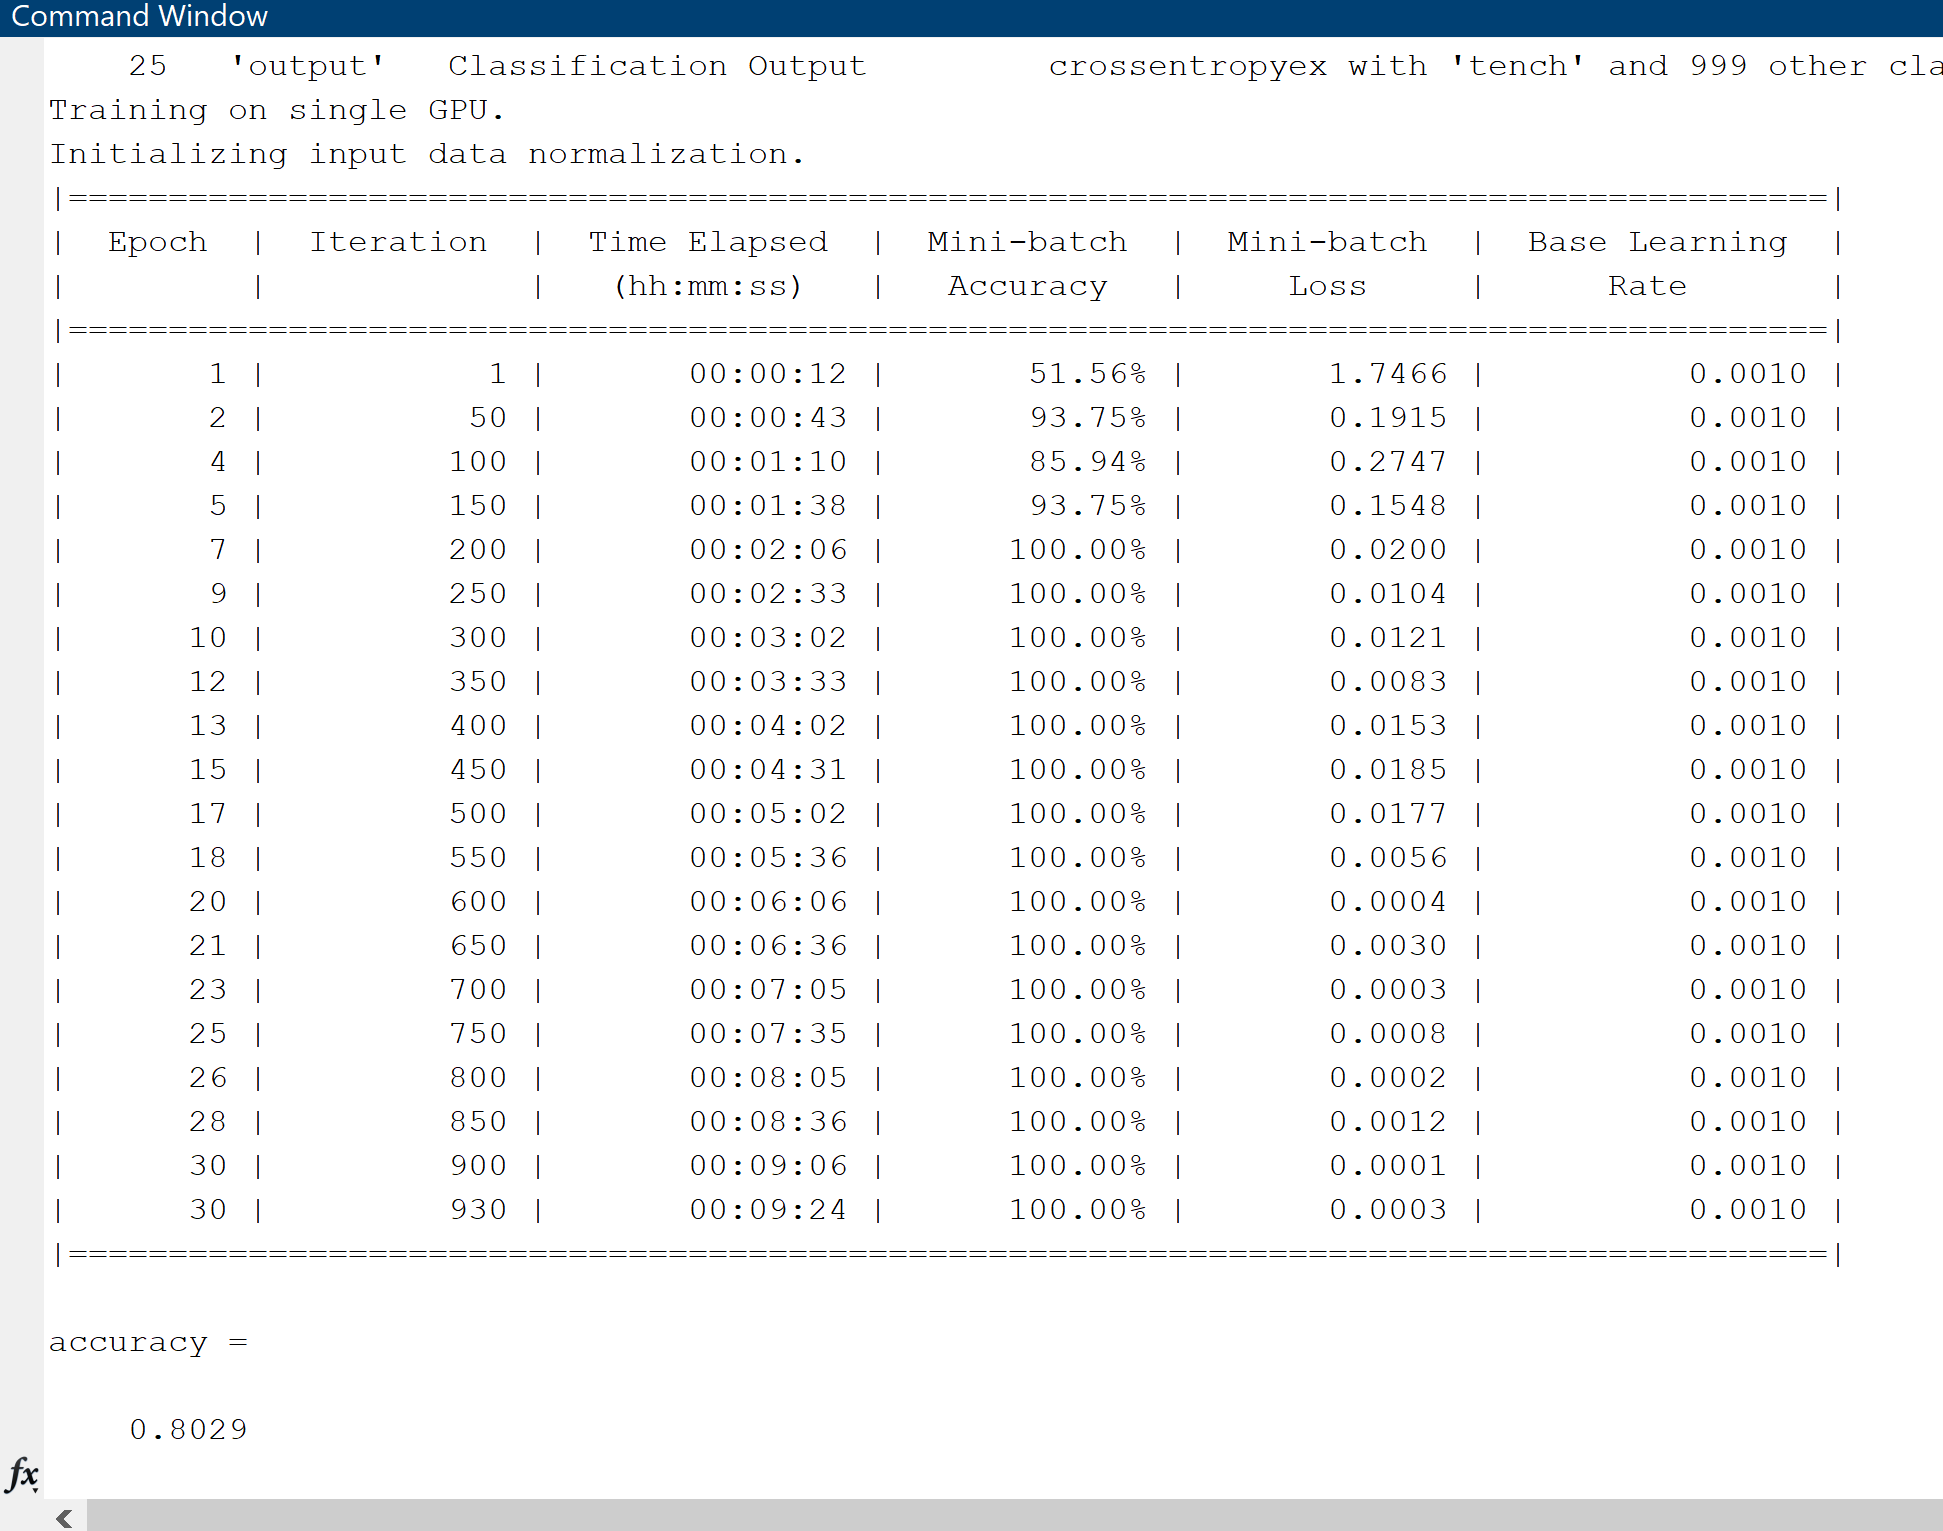 Command Window
25 'output' Classification Output crossentropyex with 'tench' and 999 other cla
Training on single GPU.
Initializing input data normalization.
|========================================================================================|
| Epoch | Iteration | Time Elapsed | Mini-batch | Mini-batch | Base Learning |
| | | (hh:mm:ss) | Accuracy | Loss | Rate |
|========================================================================================|
| 1 | 1 | 00:00:12 | 51.56% | 1.7466 | 0.0010 |
| 2 | 50 | 00:00:43 | 93.75% | 0.1915 | 0.0010 |
| 4 | 100 | 00:01:10 | 85.94% | 0.2747 | 0.0010 |
| 5 | 150 | 00:01:38 | 93.75% | 0.1548 | 0.0010 |
| 7 | 200 | 00:02:06 | 100.00% | 0.0200 | 0.0010 |
| 9 | 250 | 00:02:33 | 100.00% | 0.0104 | 0.0010 |
| 10 | 300 | 00:03:02 | 100.00% | 0.0121 | 0.0010 |
| 12 | 350 | 00:03:33 | 100.00% | 0.0083 | 0.0010 |
| 13 | 400 | 00:04:02 | 100.00% | 0.0153 | 0.0010 |
| 15 | 450 | 00:04:31 | 100.00% | 0.0185 | 0.0010 |
| 17 | 500 | 00:05:02 | 100.00% | 0.0177 | 0.0010 |
| 18 | 550 | 00:05:36 | 100.00% | 0.0056 | 0.0010 |
| 20 | 600 | 00:06:06 | 100.00% | 0.0004 | 0.0010 |
| 21 | 650 | 00:06:36 | 100.00% | 0.0030 | 0.0010 |
| 23 | 700 | 00:07:05 | 100.00% | 0.0003 | 0.0010 |
| 25 | 750 | 00:07:35 | 100.00% | 0.0008 | 0.0010 |
| 26 | 800 | 00:08:05 | 100.00% | 0.0002 | 0.0010 |
| 28 | 850 | 00:08:36 | 100.00% | 0.0012 | 0.0010 |
| 30 | 900 | 00:09:06 | 100.00% | 0.0001 | 0.0010 |
| 30 | 930 | 00:09:24 | 100.00% | 0.0003 | 0.0010 |
|========================================================================================|
accuracy =
0.8029
fx